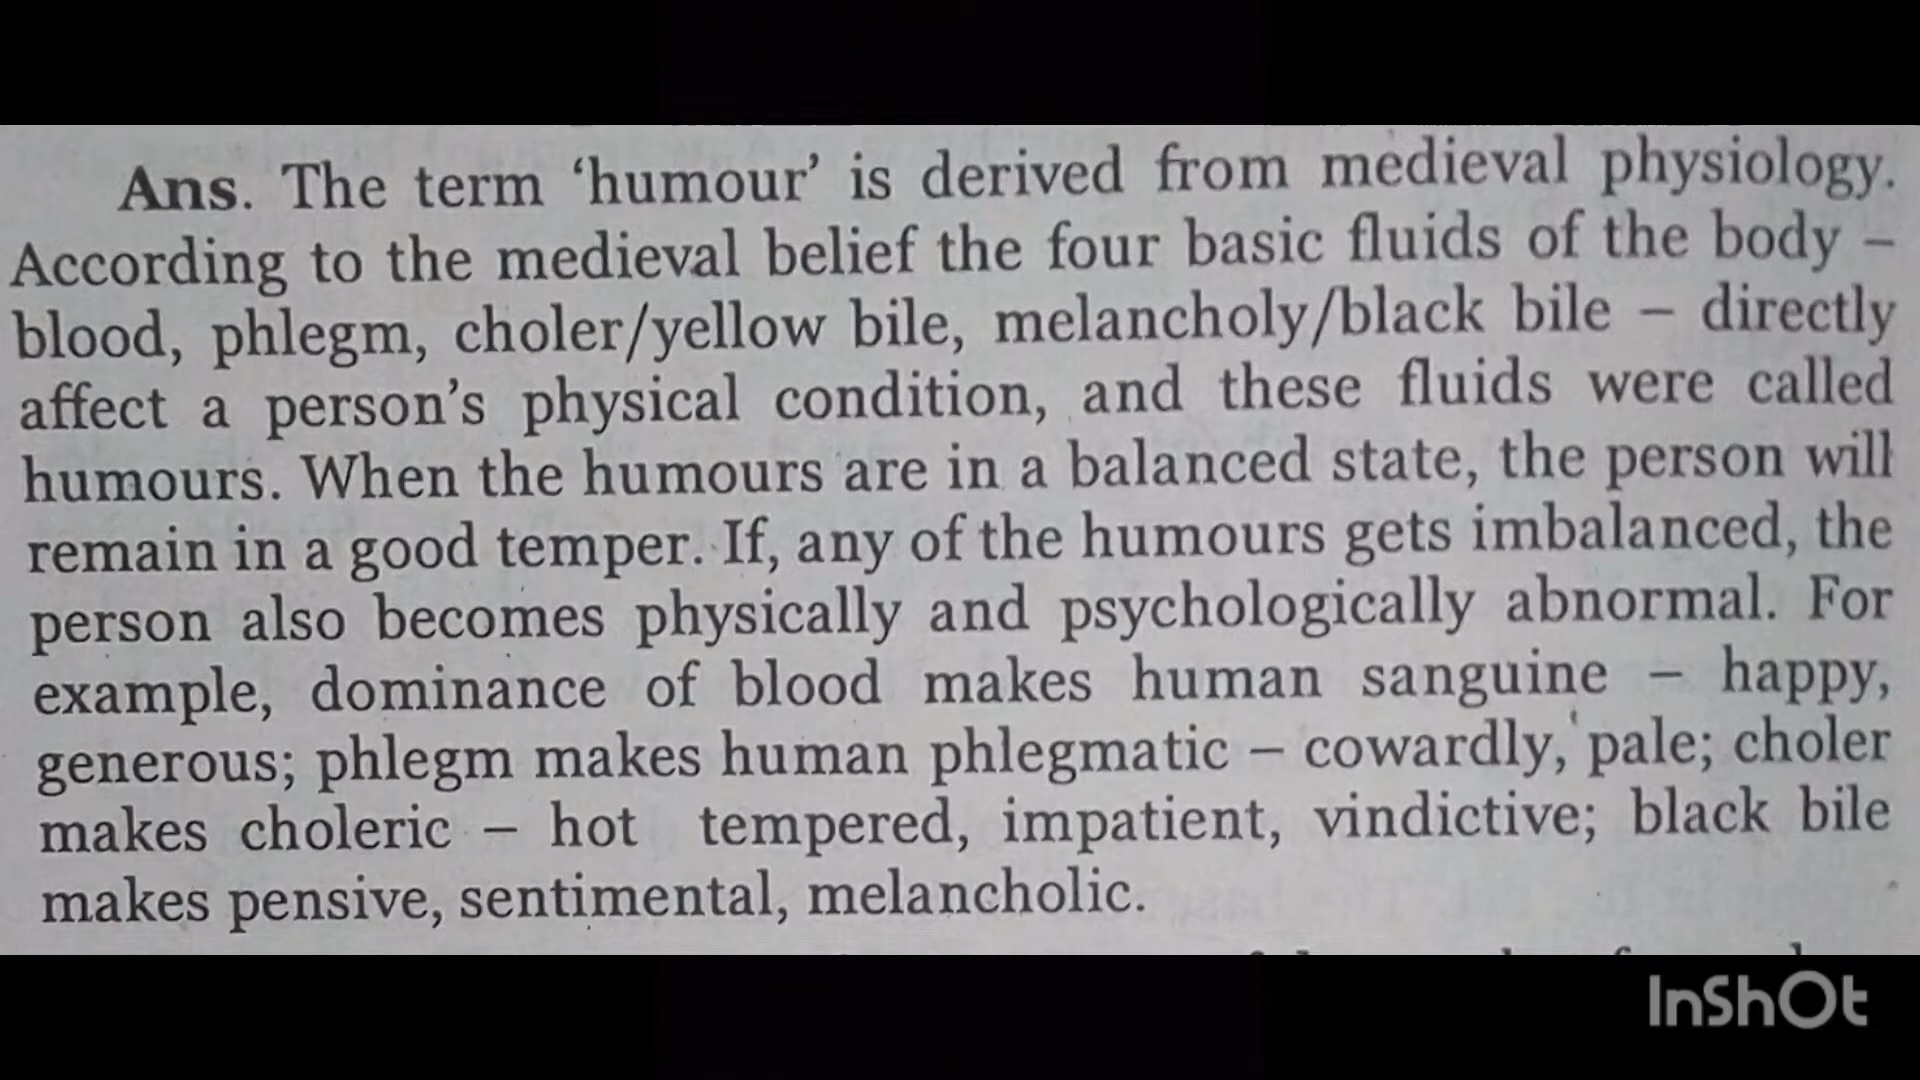 Ans. The term ‘humour’ is derived from medieval physiology.
According to the medieval belief the four basic fluids of the body –
blood, phlegm, choler/yellow bile, melancholy/black bile – directly
affect a person’s physical condition, and these fluids were called
humours. When the humours are in a balanced state, the person will
remain in a good temper. If, any of the humours gets imbalanced, the
person also becomes physically and psychologically abnormal. For
example, dominance of blood makes human sanguine – happy,
generous; phlegm makes human phlegmatic – cowardly, pale; choler
makes choleric – hot tempered, impatient, vindictive; black bile
makes pensive, sentimental, melancholic.
InShOt